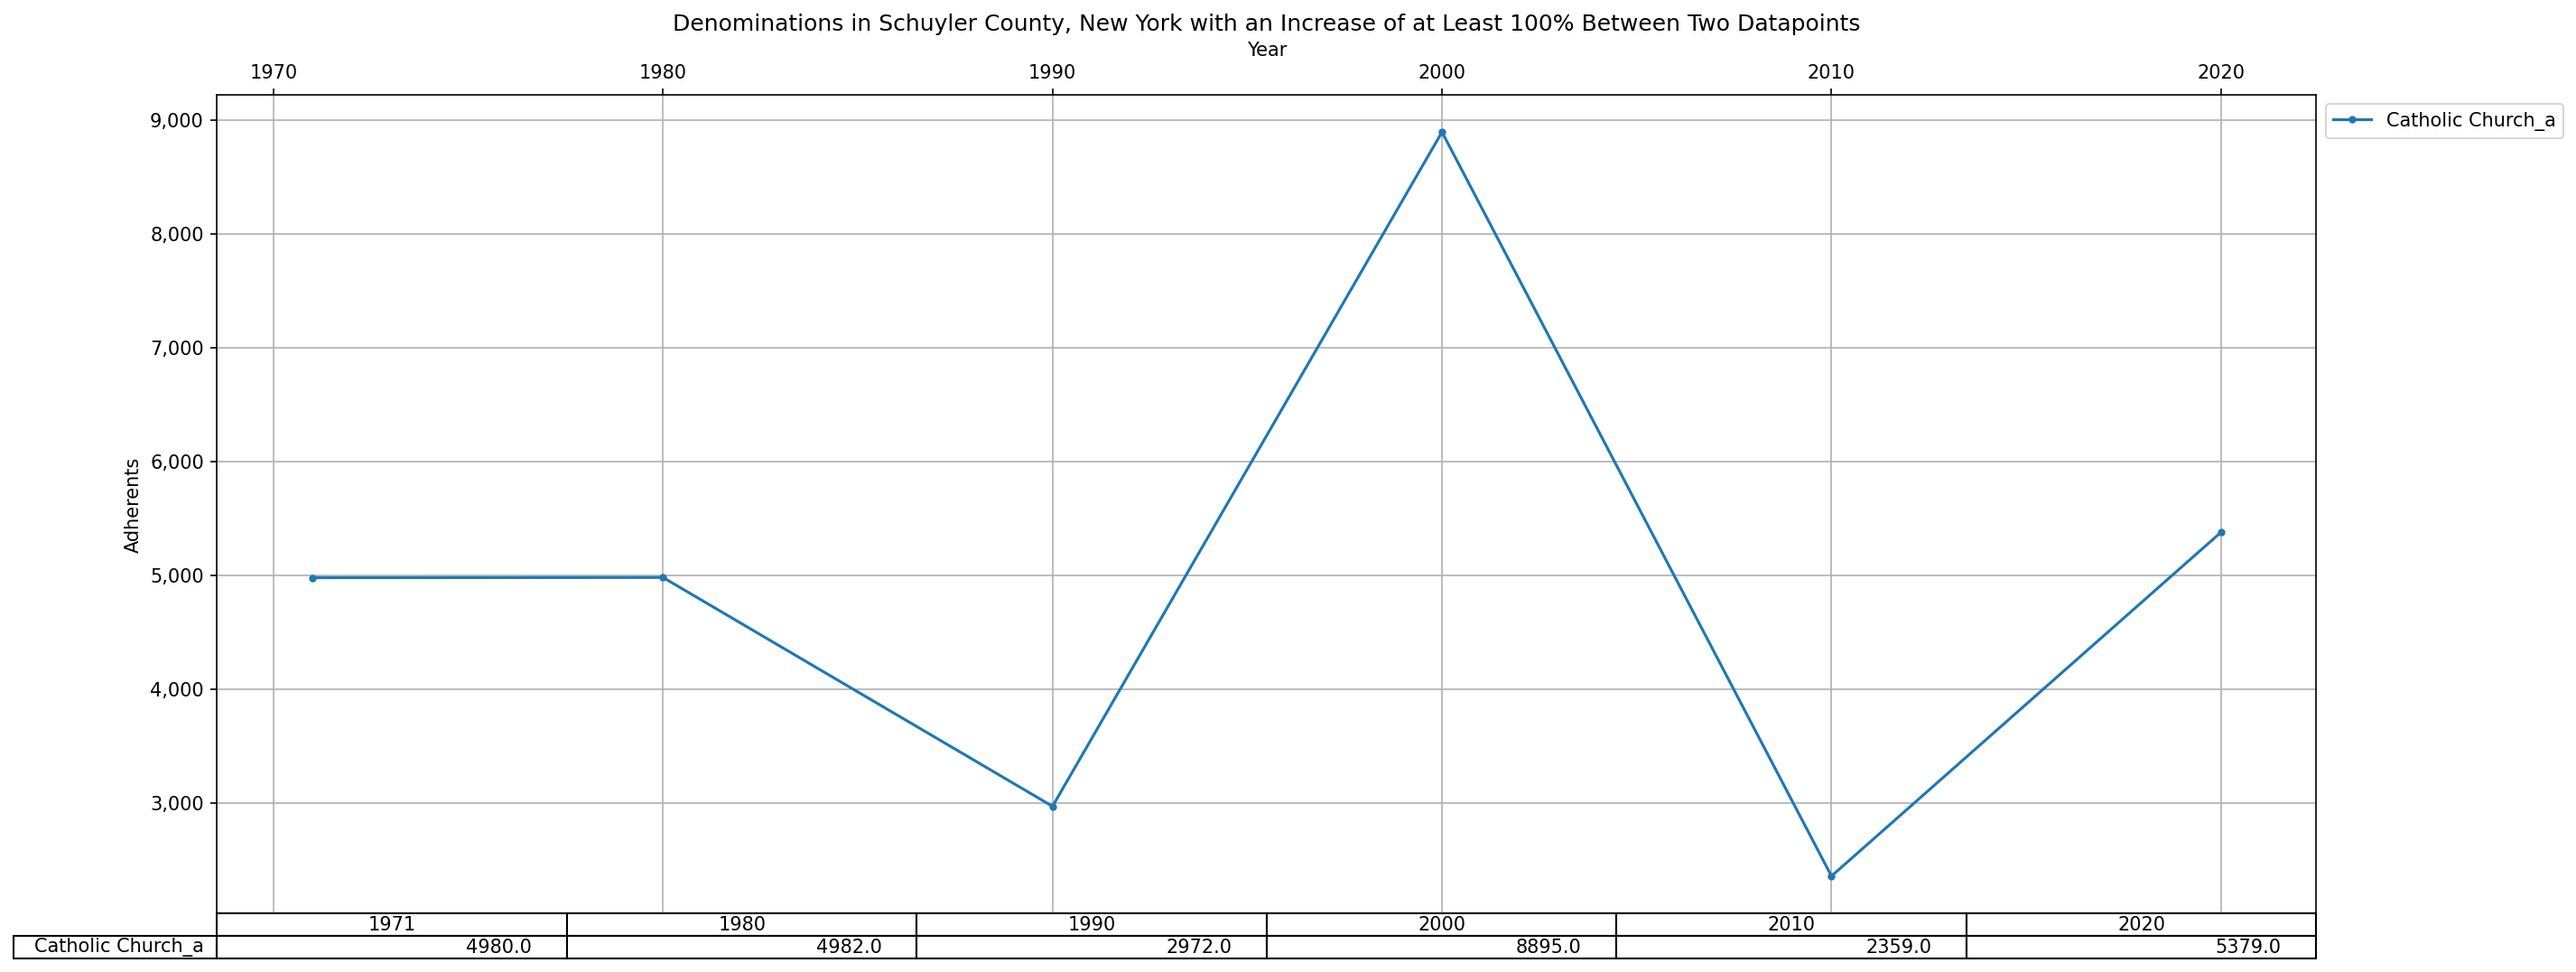 Denominations in Schuyler County, New York with an Increase of at Least 100% Between Two Datapoints
Year
1970 1980 1990 2000 2010 2020
Catholic Church_a
9,000
8,000
7,000
6,000
Adherents
5,000
4,000
3,000
1971 1980 1990 2000 2010 2020
Catholic Church_a 4980.0 4982.0 2972.0 8895.0 2359.0 5379.0